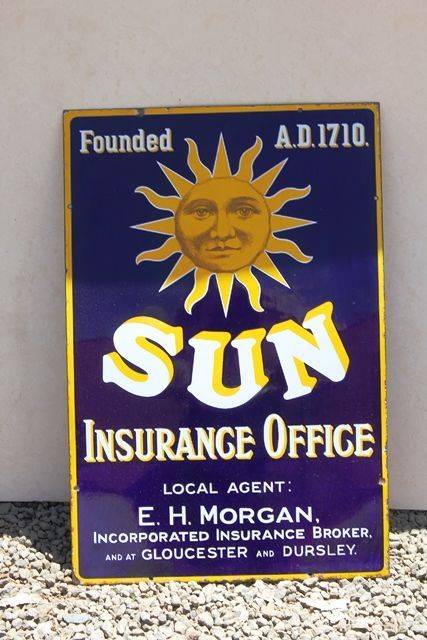 Founded A.D.1710.
SUN
INSURANCE OFFICE
LOCAL AGENT:
E. H. MORGAN,
INCORPORATED INSURANCE BROKER,
AND AT GLOUCESTER AND DURSLEY.